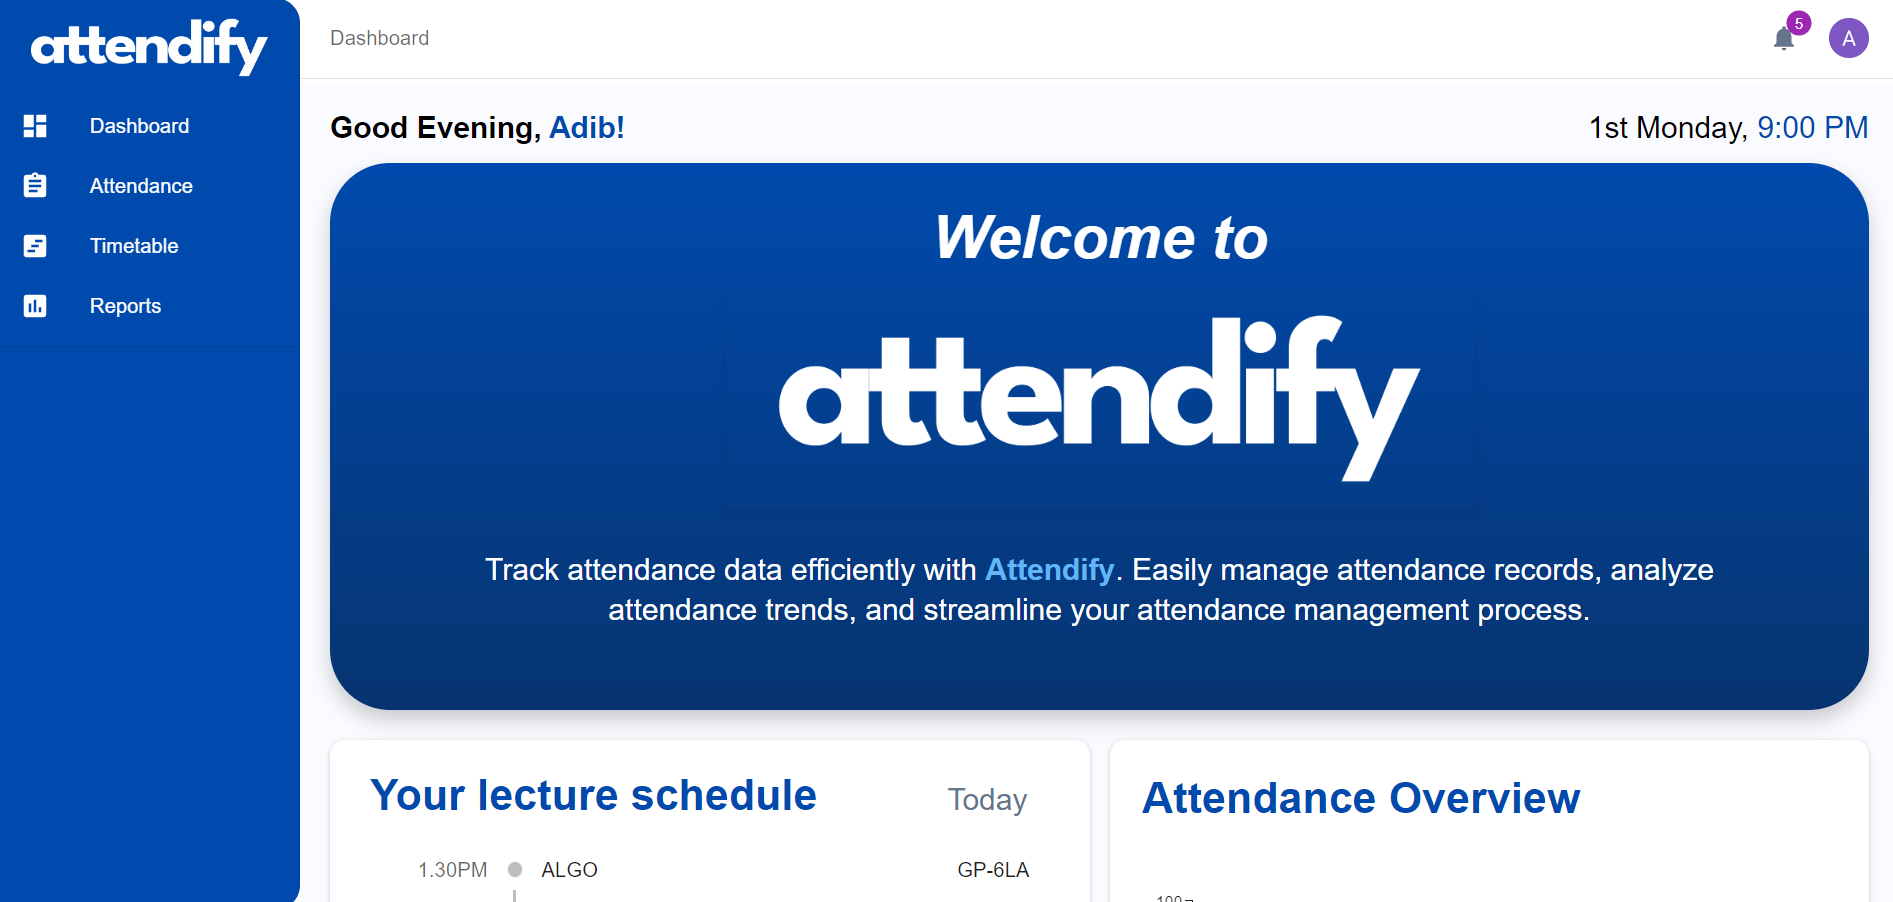 attendify
Dashboard
5
A
Dashboard
Attendance
Timetable
Reports
Good Evening, Adib!
1st Monday, 9:00 PM
Welcome to
attendify
Track attendance data efficiently with Attendify. Easily manage attendance records, analyze
attendance trends, and streamline your attendance management process.
Your lecture schedule
Today
1.30PM
ALGO
GP-6LA
Attendance Overview
100